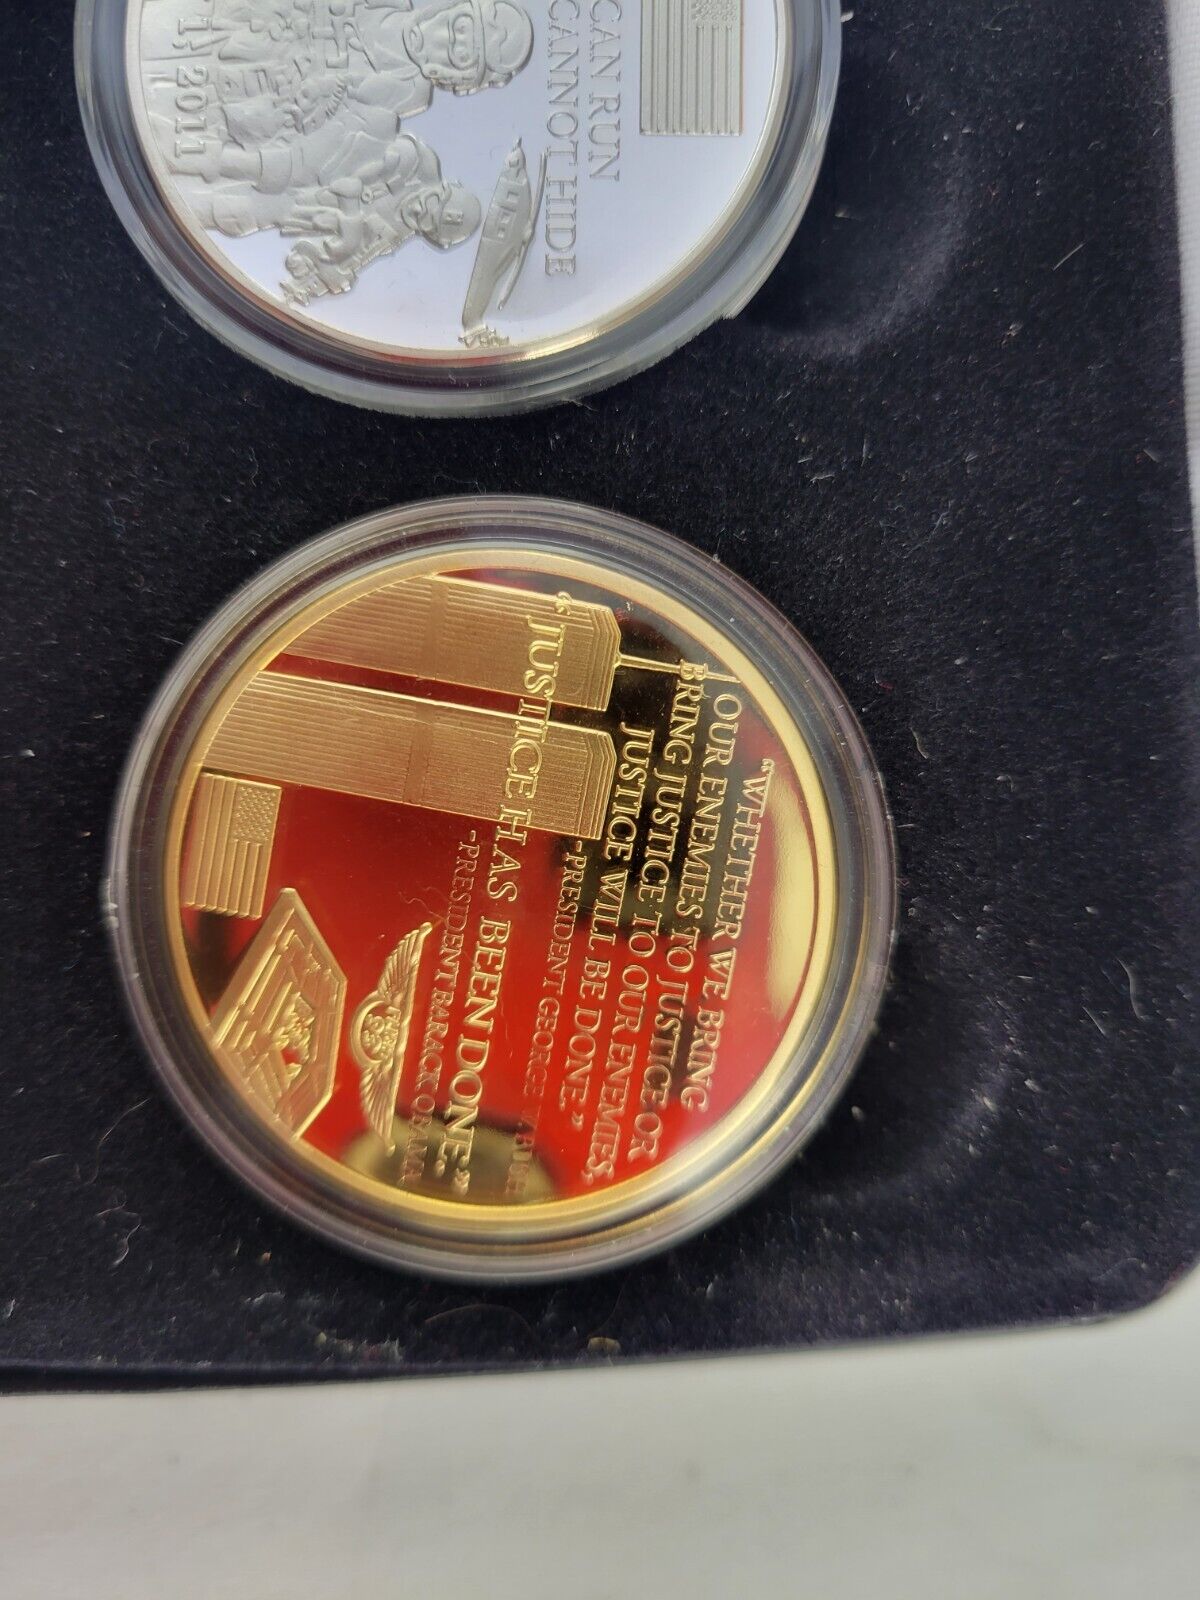 CAN RUN
CANNOT HIDE
1, 2011
“WHETHER WE BRING
OUR ENEMIES TO JUSTICE OR
BRING JUSTICE TO OUR ENEMIES,
JUSTICE WILL BE DONE.”
-PRESIDENT GEORGE W. BUSH
“JUSTICE HAS BEEN DONE.”
-PRESIDENT BARACK OBAMA